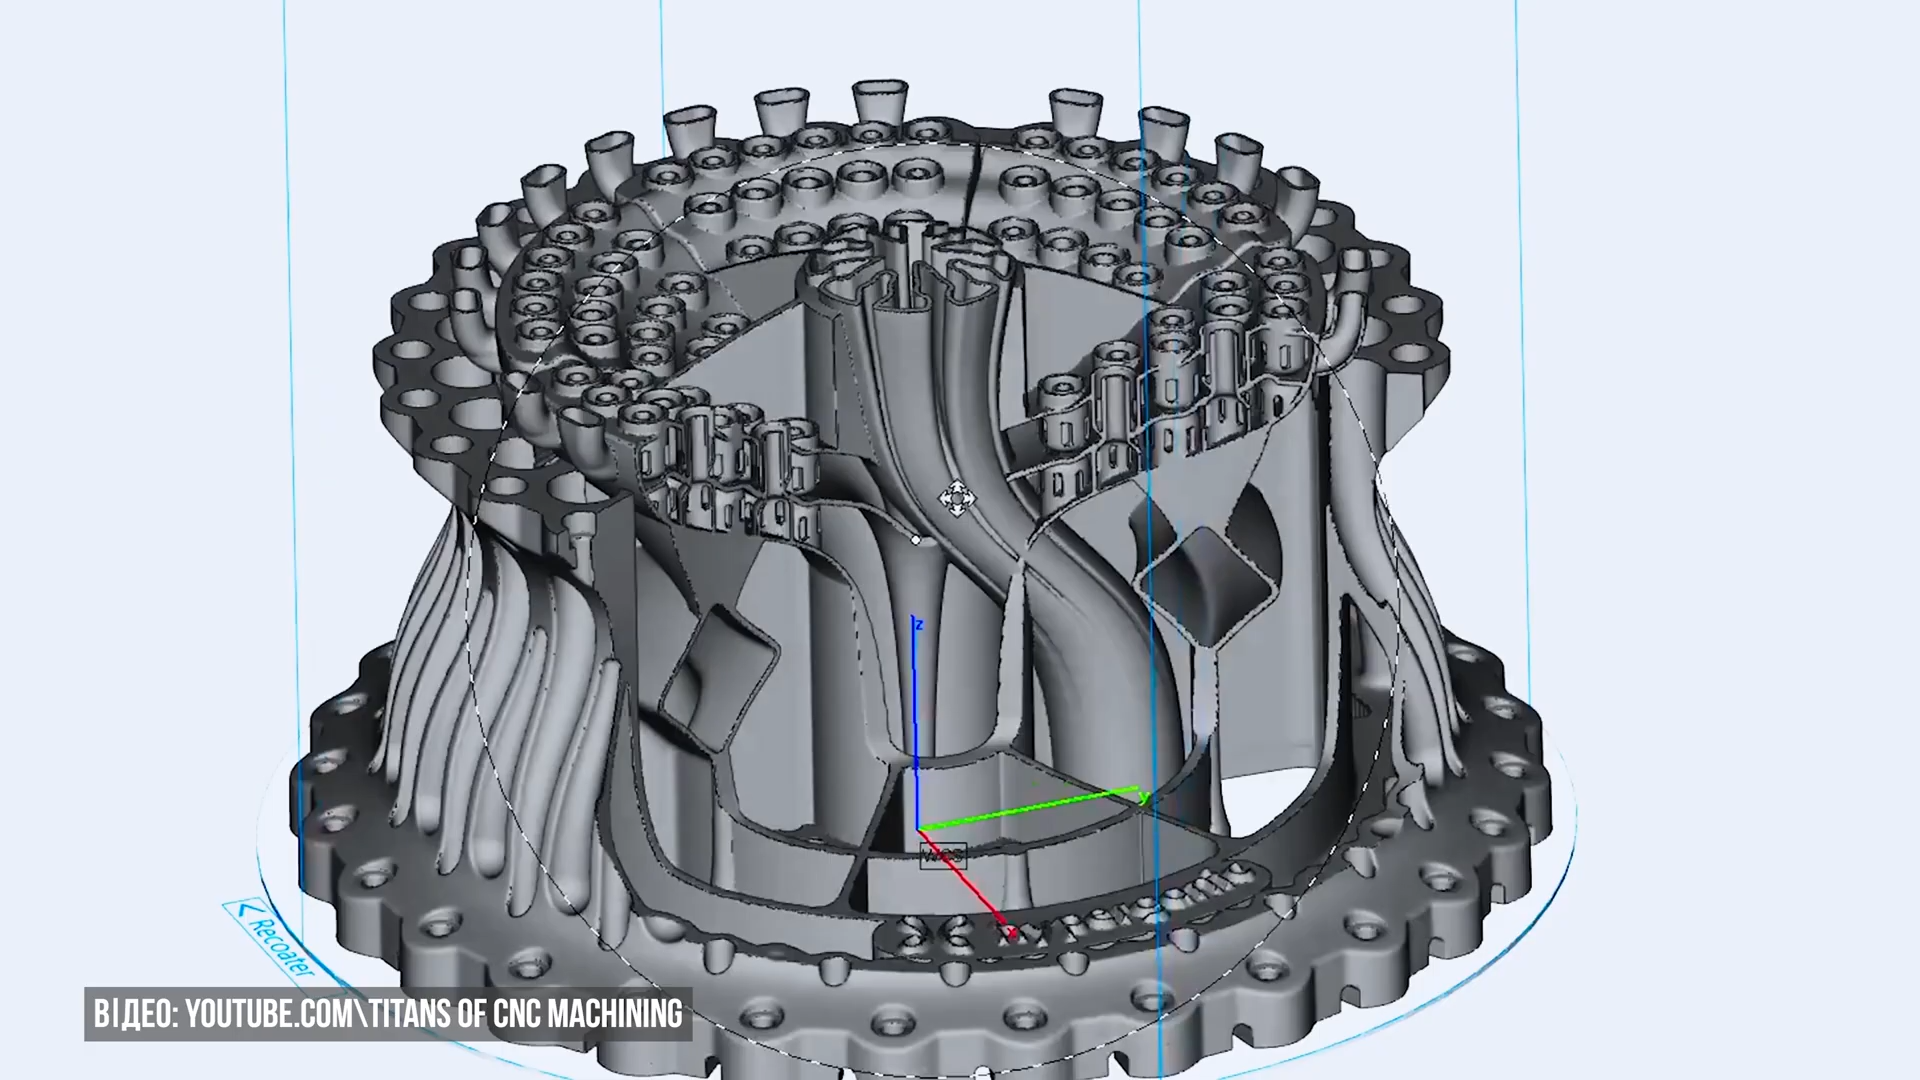 z
y
WCS
x
< Recoater
ВІДЕО: YOUTUBE.COM\TITANS OF CNC MACHINING